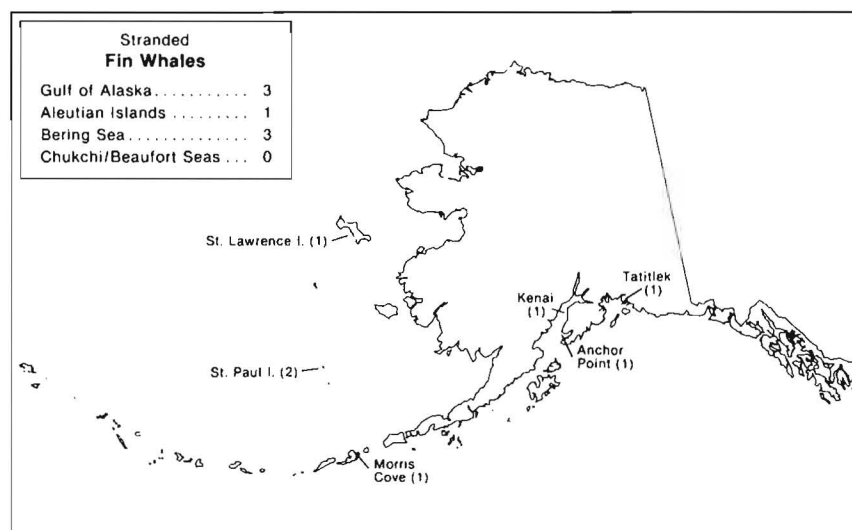 Stranded
Fin Whales
Gulf of Alaska........... 3
Aleutian Islands ......... 1
Bering Sea.............. 3
Chukchi/Beaufort Seas ... 0
St. Lawrence I. (1)
Tatitlek
(1)
Kenai
(1)
Anchor
Point (1)
St. Paul I. (2)
Morris
Cove (1)